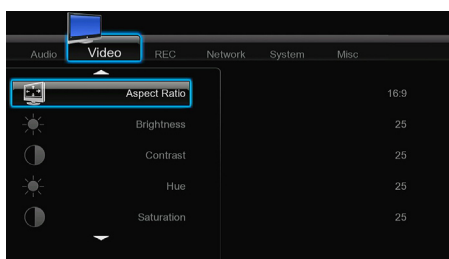 Audio Video REC Network System Misc
Aspect Ratio 16:9
Brightness 25
Contrast 25
Hue 25
Saturation 25